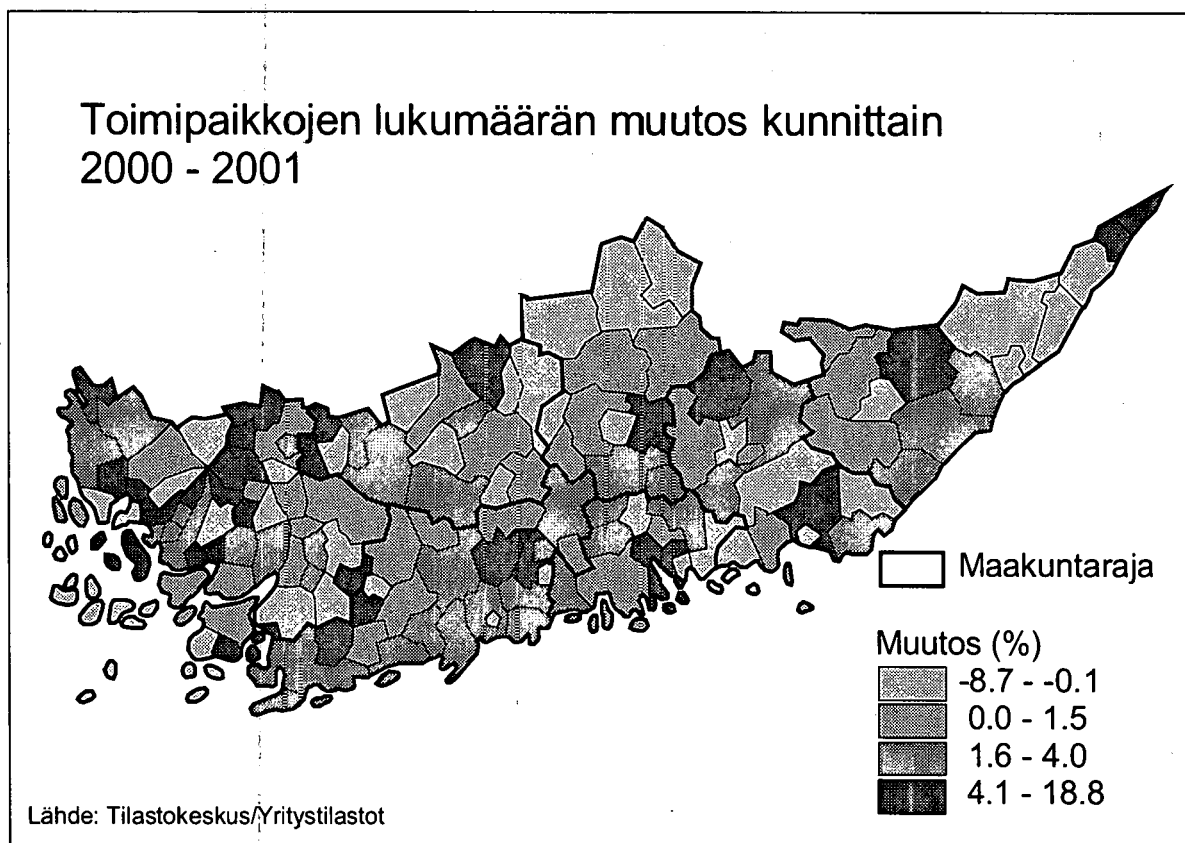 Toimipaikkojen lukumäärän muutos kunnittain
2000 - 2001
Maakuntaraja
Muutos (%)
-8.7 - -0.1
0.0 - 1.5
1.6 - 4.0
4.1 - 18.8
Lähde: Tilastokeskus/Yritystilastot